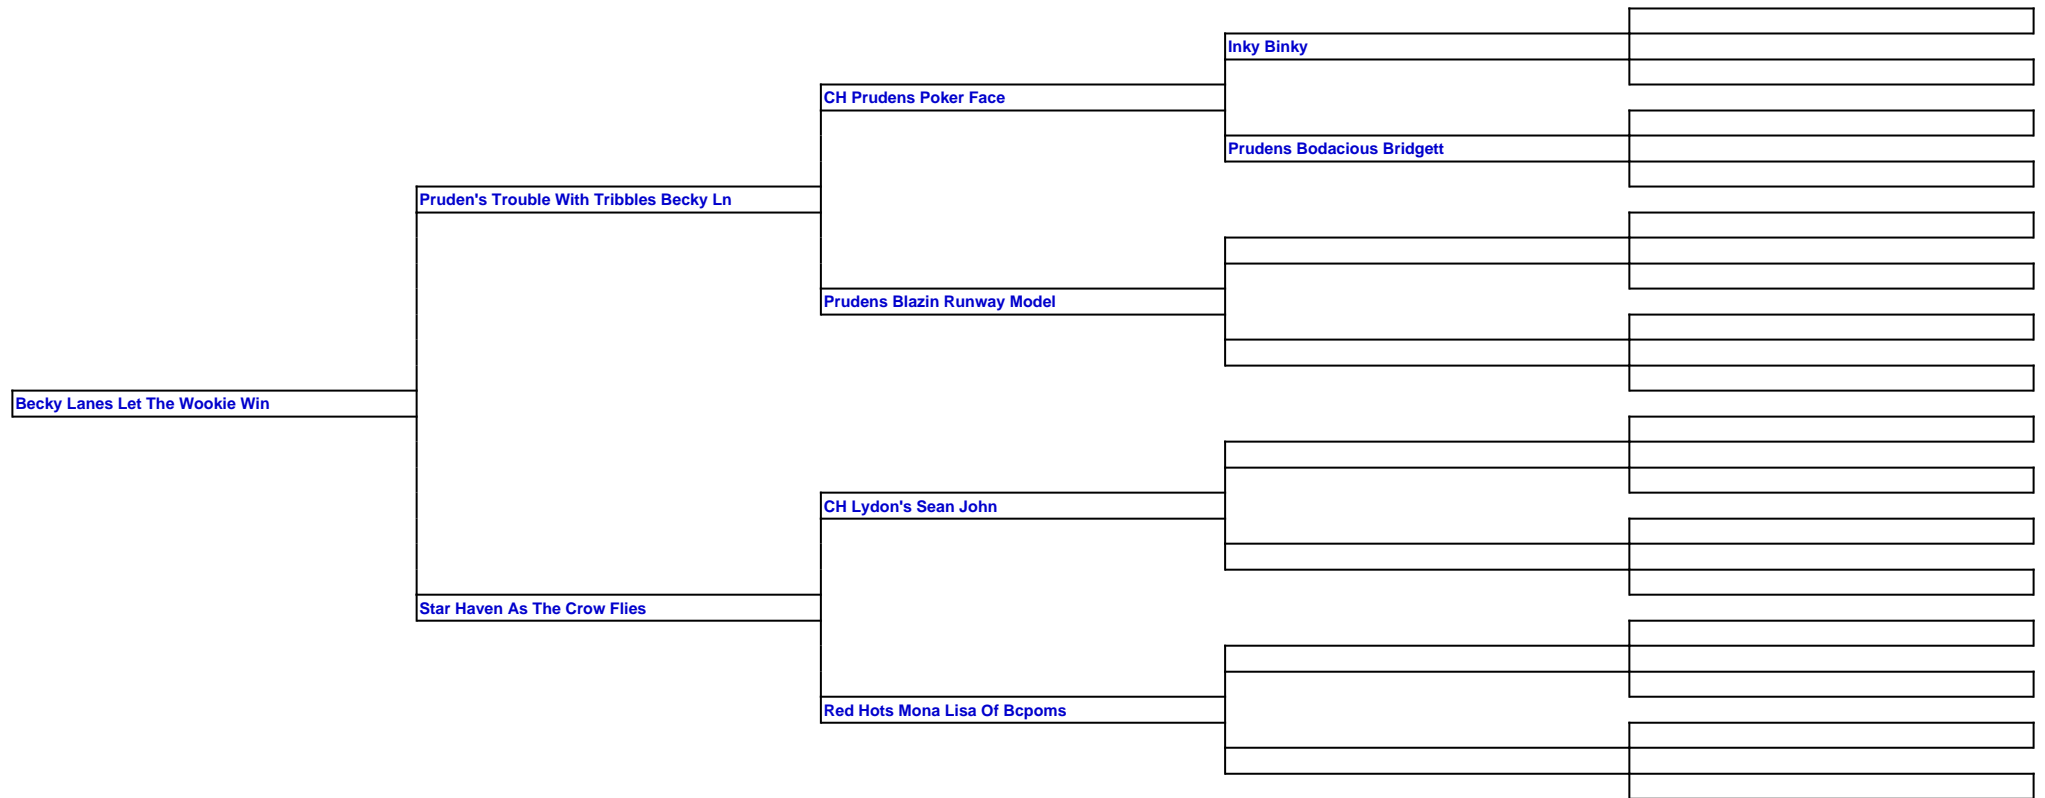 Inky Binky
CH Prudens Poker Face
Prudens Bodacious Bridgett
Pruden's Trouble With Tribbles Becky Ln
Prudens Blazin Runway Model
Becky Lanes Let The Wookie Win
CH Lydon's Sean John
Star Haven As The Crow Flies
Red Hots Mona Lisa Of Bcpoms